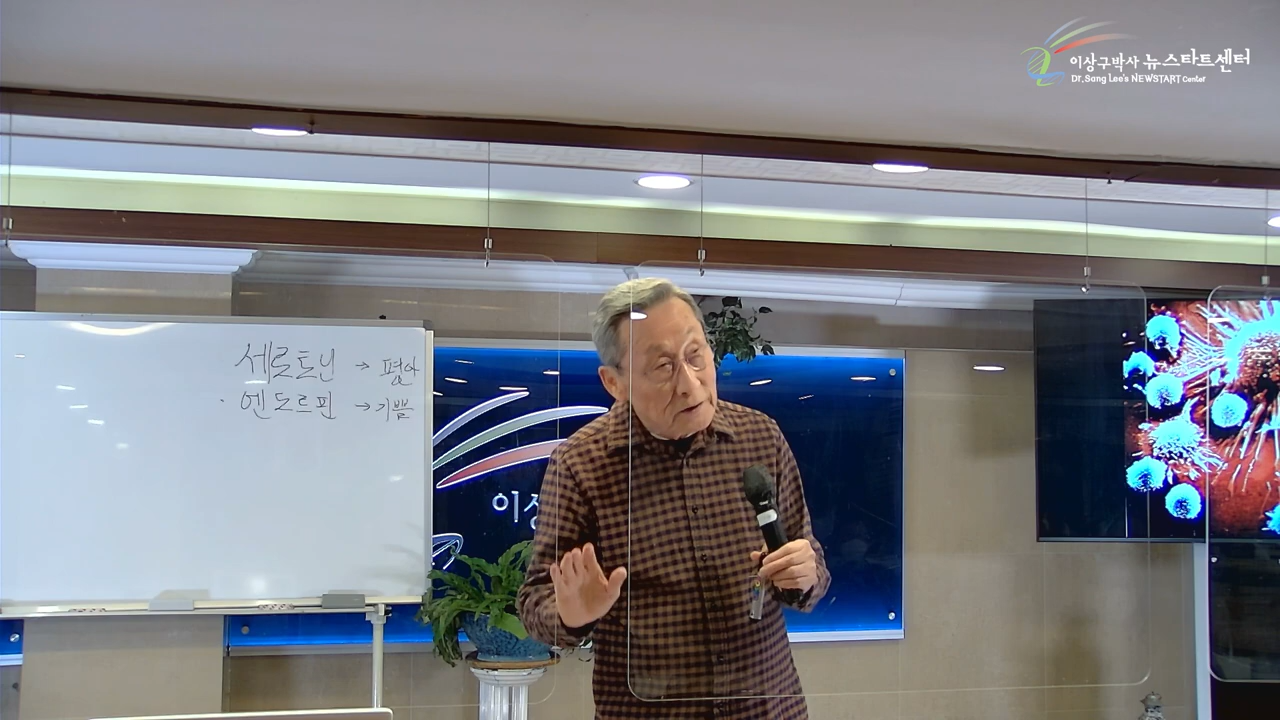 이상구박사 뉴스타트센터
Dr. Sang Lee's NEWSTART Center
세로토닌 → 평안
· 엔도르핀 → 기쁨
이상